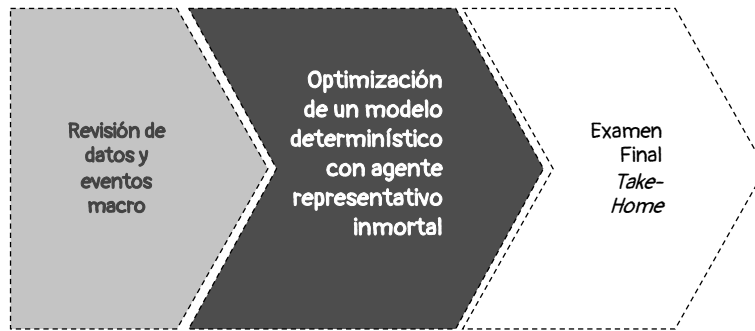 Revisión de
datos y
eventos
macro
Optimización
de un modelo
determinístico
con agente
representativo
inmortal
Examen
Final
Take-
Home